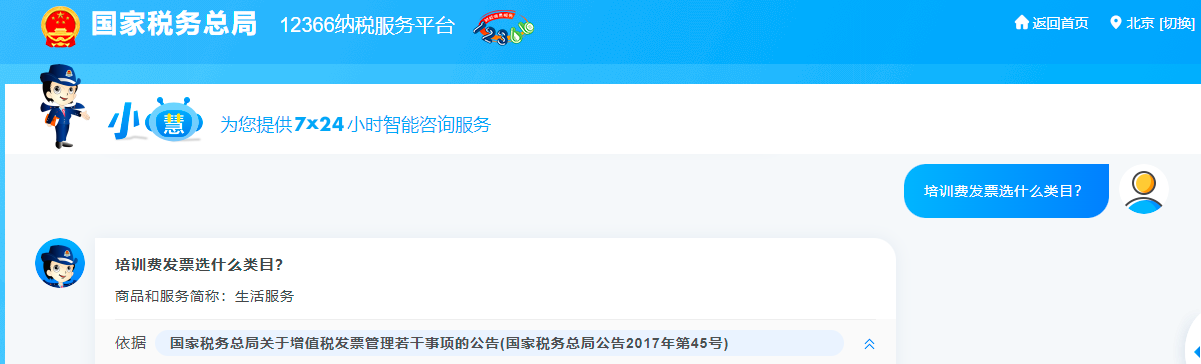 国家税务总局 12366纳税服务平台 12366 返回首页 北京 [切换]
小慧 为您提供7×24小时智能咨询服务
培训费发票选什么类目？
培训费发票选什么类目？
商品和服务简称：生活服务
依据 国家税务总局关于增值税发票管理若干事项的公告(国家税务总局公告2017年第45号)